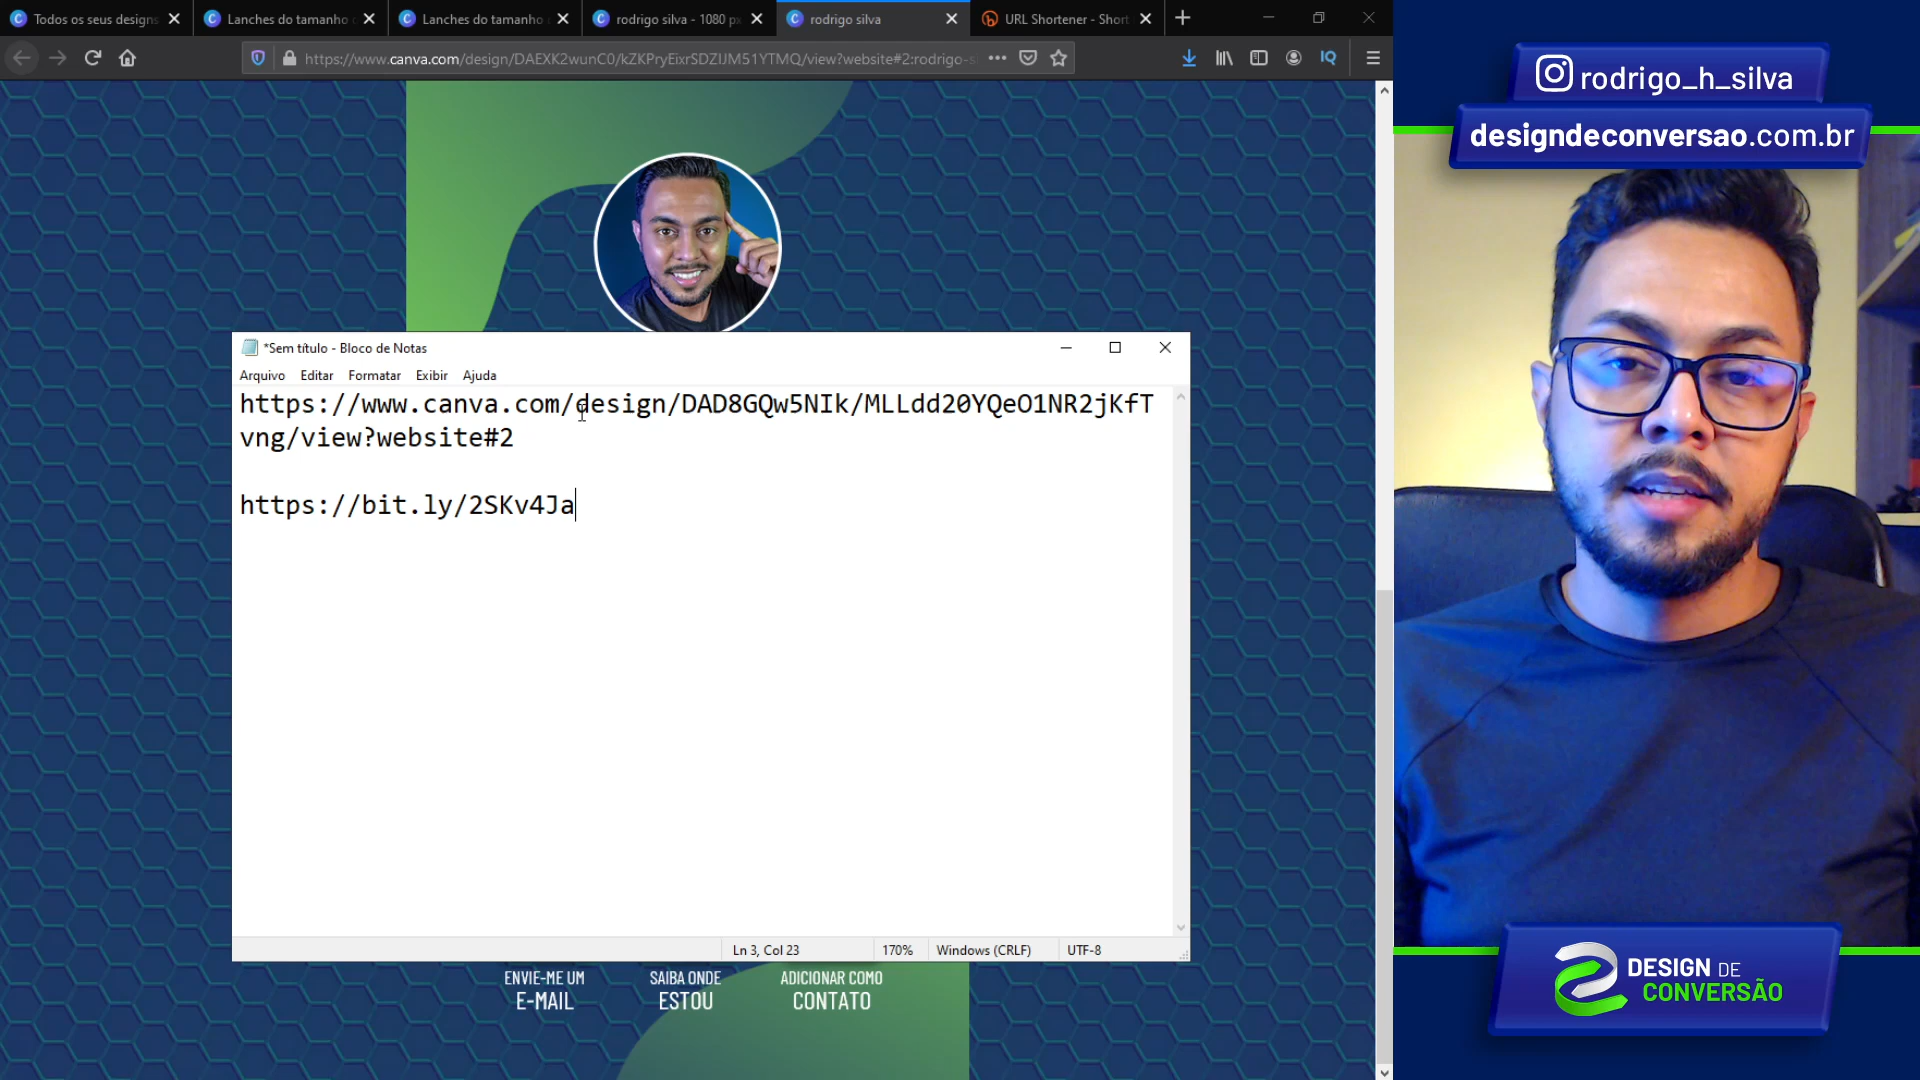 Todos os seus designs
Lanches do tamanho
Lanches do tamanho
rodrigo silva - 1080 px
rodrigo silva
URL Shortener - Short
https://www.canva.com/design/DAEXK2wunC0/kZKPryEixrSDZIJM51YTMQ/view?website#2:rodrigo-s
IQ
rodrigo_h_silva
designdeconversao.com.br
*Sem título - Bloco de Notas
Arquivo Editar Formatar Exibir Ajuda
https://www.canva.com/design/DAD8GQw5NIk/MLLdd20YQeO1NR2jKfT
vng/view?website#2
https://bit.ly/2SKv4Ja
Ln 3, Col 23
170%
Windows (CRLF)
UTF-8
ENVIE-ME UM
E-MAIL
SAIBA ONDE
ESTOU
ADICIONAR COMO
CONTATO
DESIGN DE
CONVERSÃO